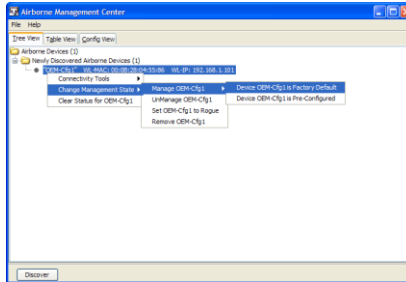 Airborne Management Center
File Help
Tree View Table View Config View
Airborne Devices (1)
Newly Discovered Airborne Devices (1)
"OEM-Cfg1" WL-MAC: 00:0B:28:04:55:86 WL-IP: 192.168.1.101
Connectivity Tools
Change Management State Manage OEM-Cfg1 Device OEM-Cfg1 is Factory Default
Clear Status for OEM-Cfg1 UnManage OEM-Cfg1 Device OEM-Cfg1 is Pre-Configured
Set OEM-Cfg1 to Rogue
Remove OEM-Cfg1
Discover